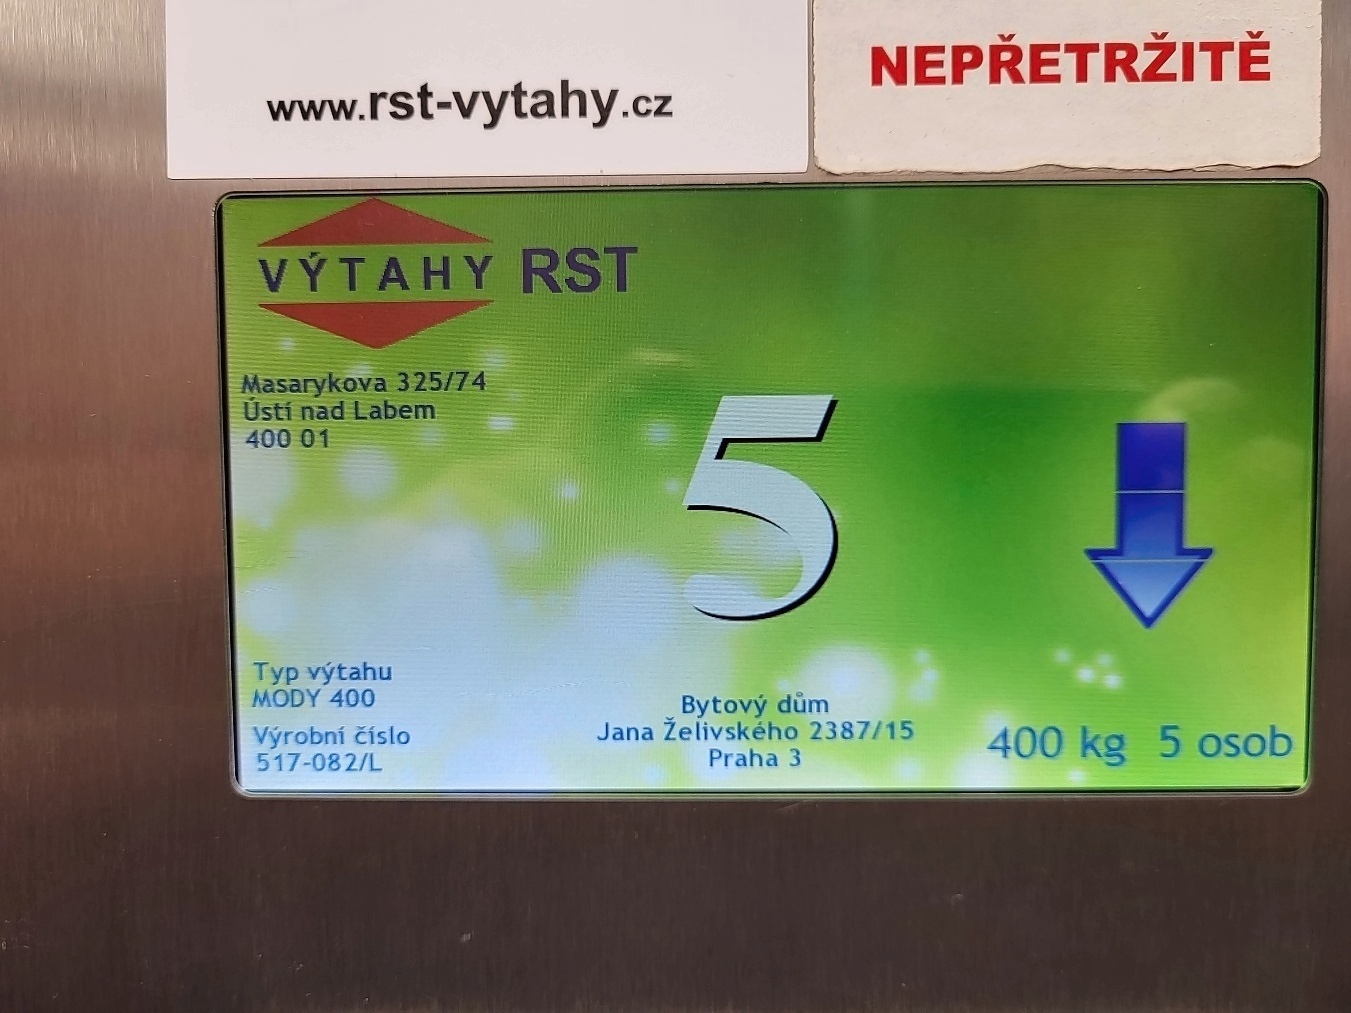 www.rst-vytahy.cz
NEPŘETRŽITĚ
VÝTAHY RST
Masarykova 325/74
Ústí nad Labem
400 01
5
Typ výtahu
MODY 400
Výrobní číslo
517-082/L
Bytový dům
Jana Želivského 2387/15
Praha 3
400 kg 5 osob